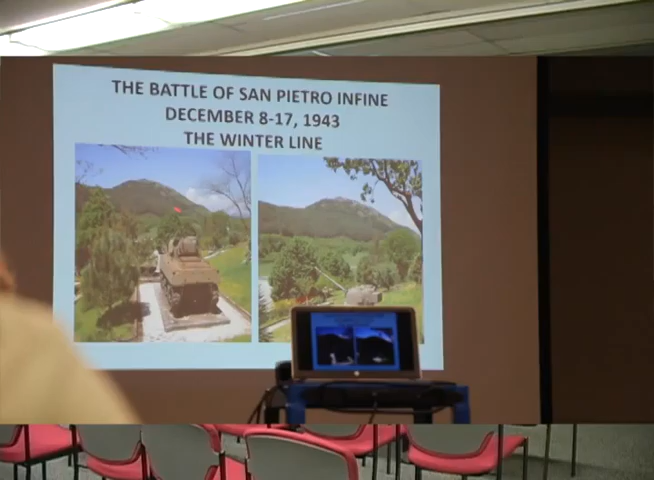 THE BATTLE OF SAN PIETRO INFINE
DECEMBER 8-17, 1943
THE WINTER LINE